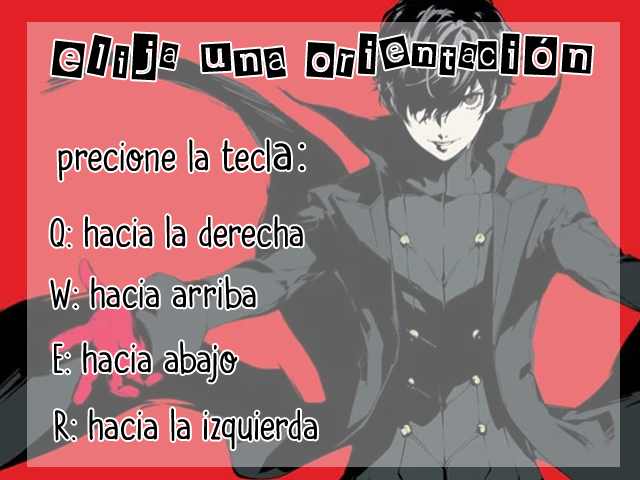 elija una orientación
precione la tecla:
Q: hacia la derecha
W: hacia arriba
E: hacia abajo
R: hacia la izquierda